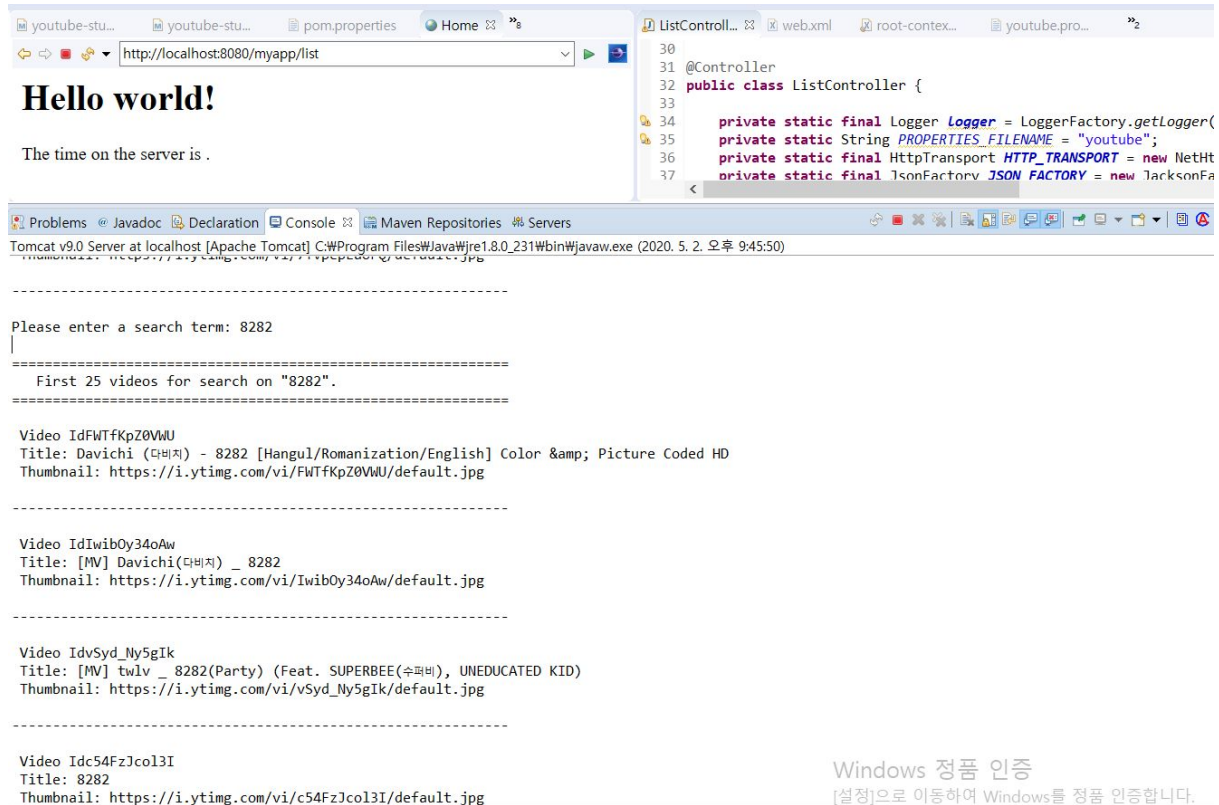 youtube-stu... youtube-stu... pom.properties Home »8
http://localhost:8080/myapp/list
Hello world!
The time on the server is .
ListControll... web.xml root-contex... youtube.pro... »2
30
31 @Controller
32 public class ListController {
33
34 private static final Logger logger = LoggerFactory.getLogger(
35 private static String PROPERTIES_FILENAME = "youtube";
36 private static final HttpTransport HTTP_TRANSPORT = new NetHt
37 private static final JsonFactory JSON_FACTORY = new JacksonFa
Problems Javadoc Declaration Console Maven Repositories Servers
Tomcat v9.0 Server at localhost [Apache Tomcat] C:₩Program Files₩Java₩jre1.8.0_231₩bin₩javaw.exe (2020. 5. 2. 오후 9:45:50)
-------------------------------------------------------------
Please enter a search term: 8282
=============================================================
First 25 videos for search on "8282".
=============================================================
Video IdFWTfKpZ0VWU
Title: Davichi (다비치) - 8282 [Hangul/Romanization/English] Color &amp; Picture Coded HD
Thumbnail: https://i.ytimg.com/vi/FWTfKpZ0VWU/default.jpg
-------------------------------------------------------------
Video IdIwibOy34oAw
Title: [MV] Davichi(다비치) _ 8282
Thumbnail: https://i.ytimg.com/vi/IwibOy34oAw/default.jpg
-------------------------------------------------------------
Video IdvSyd_Ny5gIk
Title: [MV] twlv _ 8282(Party) (Feat. SUPERBEE(수퍼비), UNEDUCATED KID)
Thumbnail: https://i.ytimg.com/vi/vSyd_Ny5gIk/default.jpg
-------------------------------------------------------------
Video Idc54FzJcol3I
Title: 8282
Thumbnail: https://i.ytimg.com/vi/c54FzJcol3I/default.jpg
Windows 정품 인증
[설정]으로 이동하여 Windows를 정품 인증합니다.